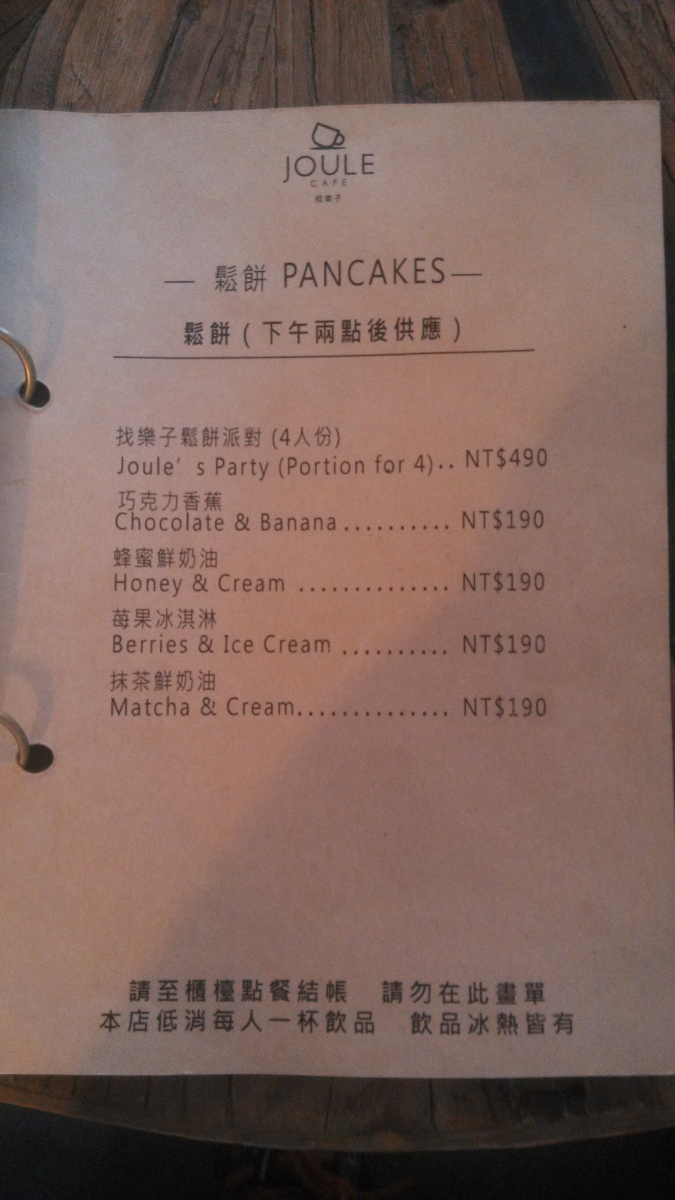 JOULE
CAFE
找樂子
— 鬆餅 PANCAKES —
鬆餅 ( 下午兩點後供應 )
找樂子鬆餅派對 (4人份)
Joule' s Party (Portion for 4).. NT$490
巧克力香蕉
Chocolate & Banana .......... NT$190
蜂蜜鮮奶油
Honey & Cream .............. NT$190
莓果冰淇淋
Berries & Ice Cream .......... NT$190
抹茶鮮奶油
Matcha & Cream.............. NT$190
請至櫃檯點餐結帳 請勿在此畫單
本店低消每人一杯飲品 飲品冰熱皆有